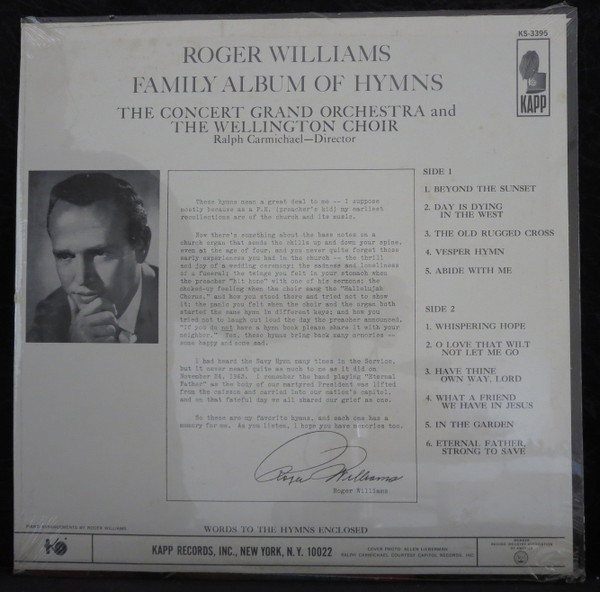 KS-3395
KAPP
ROGER WILLIAMS
FAMILY ALBUM OF HYMNS
THE CONCERT GRAND ORCHESTRA and
THE WELLINGTON CHOIR
Ralph Carmichael—Director
These hymns mean a great deal to me -- I suppose
mostly because as a P.K. (preacher's kid) my earliest
recollections are of the church and its music.
Now there's something about the bass notes on a
church organ that sends the chills up and down your spine,
even at the age of four, and you never quite forget those
early experiences you had in the church -- the thrill
and joy of a wedding ceremony; the sadness and loneliness
of a funeral; the twinge you felt in your stomach when
the preacher "hit home" with one of his sermons; the
choked-up feeling when the choir sang the "Hallelujah
Chorus," and how you stood there and tried not to show
it; the panic you felt when the choir and the organ both
started the same hymn in different keys; and how you
tried not to laugh out loud the day the preacher announced,
"If you do not have a hymn book please share it with your
neighbor." Yes, these hymns bring back many memories --
some happy and some sad.
I had heard the Navy Hymn many times in the Service,
but it never meant quite as much to me as it did on
November 24, 1963. I remember the band playing "Eternal
Father" as the body of our martyred President was lifted
from the caisson and carried into our nation's capitol,
and on that fateful day we all shared our grief as one.
So these are my favorite hymns, and each one has a
memory for me. As you listen, I hope you have memories too.
Roger Williams
Roger Williams
SIDE 1
1. BEYOND THE SUNSET
2. DAY IS DYING
IN THE WEST
3. THE OLD RUGGED CROSS
4. VESPER HYMN
5. ABIDE WITH ME
SIDE 2
1. WHISPERING HOPE
2. O LOVE THAT WILT
NOT LET ME GO
3. HAVE THINE
OWN WAY, LORD
4. WHAT A FRIEND
WE HAVE IN JESUS
5. IN THE GARDEN
6. ETERNAL FATHER,
STRONG TO SAVE
PIANO ARRANGEMENTS BY ROGER WILLIAMS
WORDS TO THE HYMNS ENCLOSED
KAPP RECORDS, INC., NEW YORK, N.Y. 10022
COVER PHOTO:
RALPH CARMICHAEL COURTESY CAPITOL RECORDS, INC.